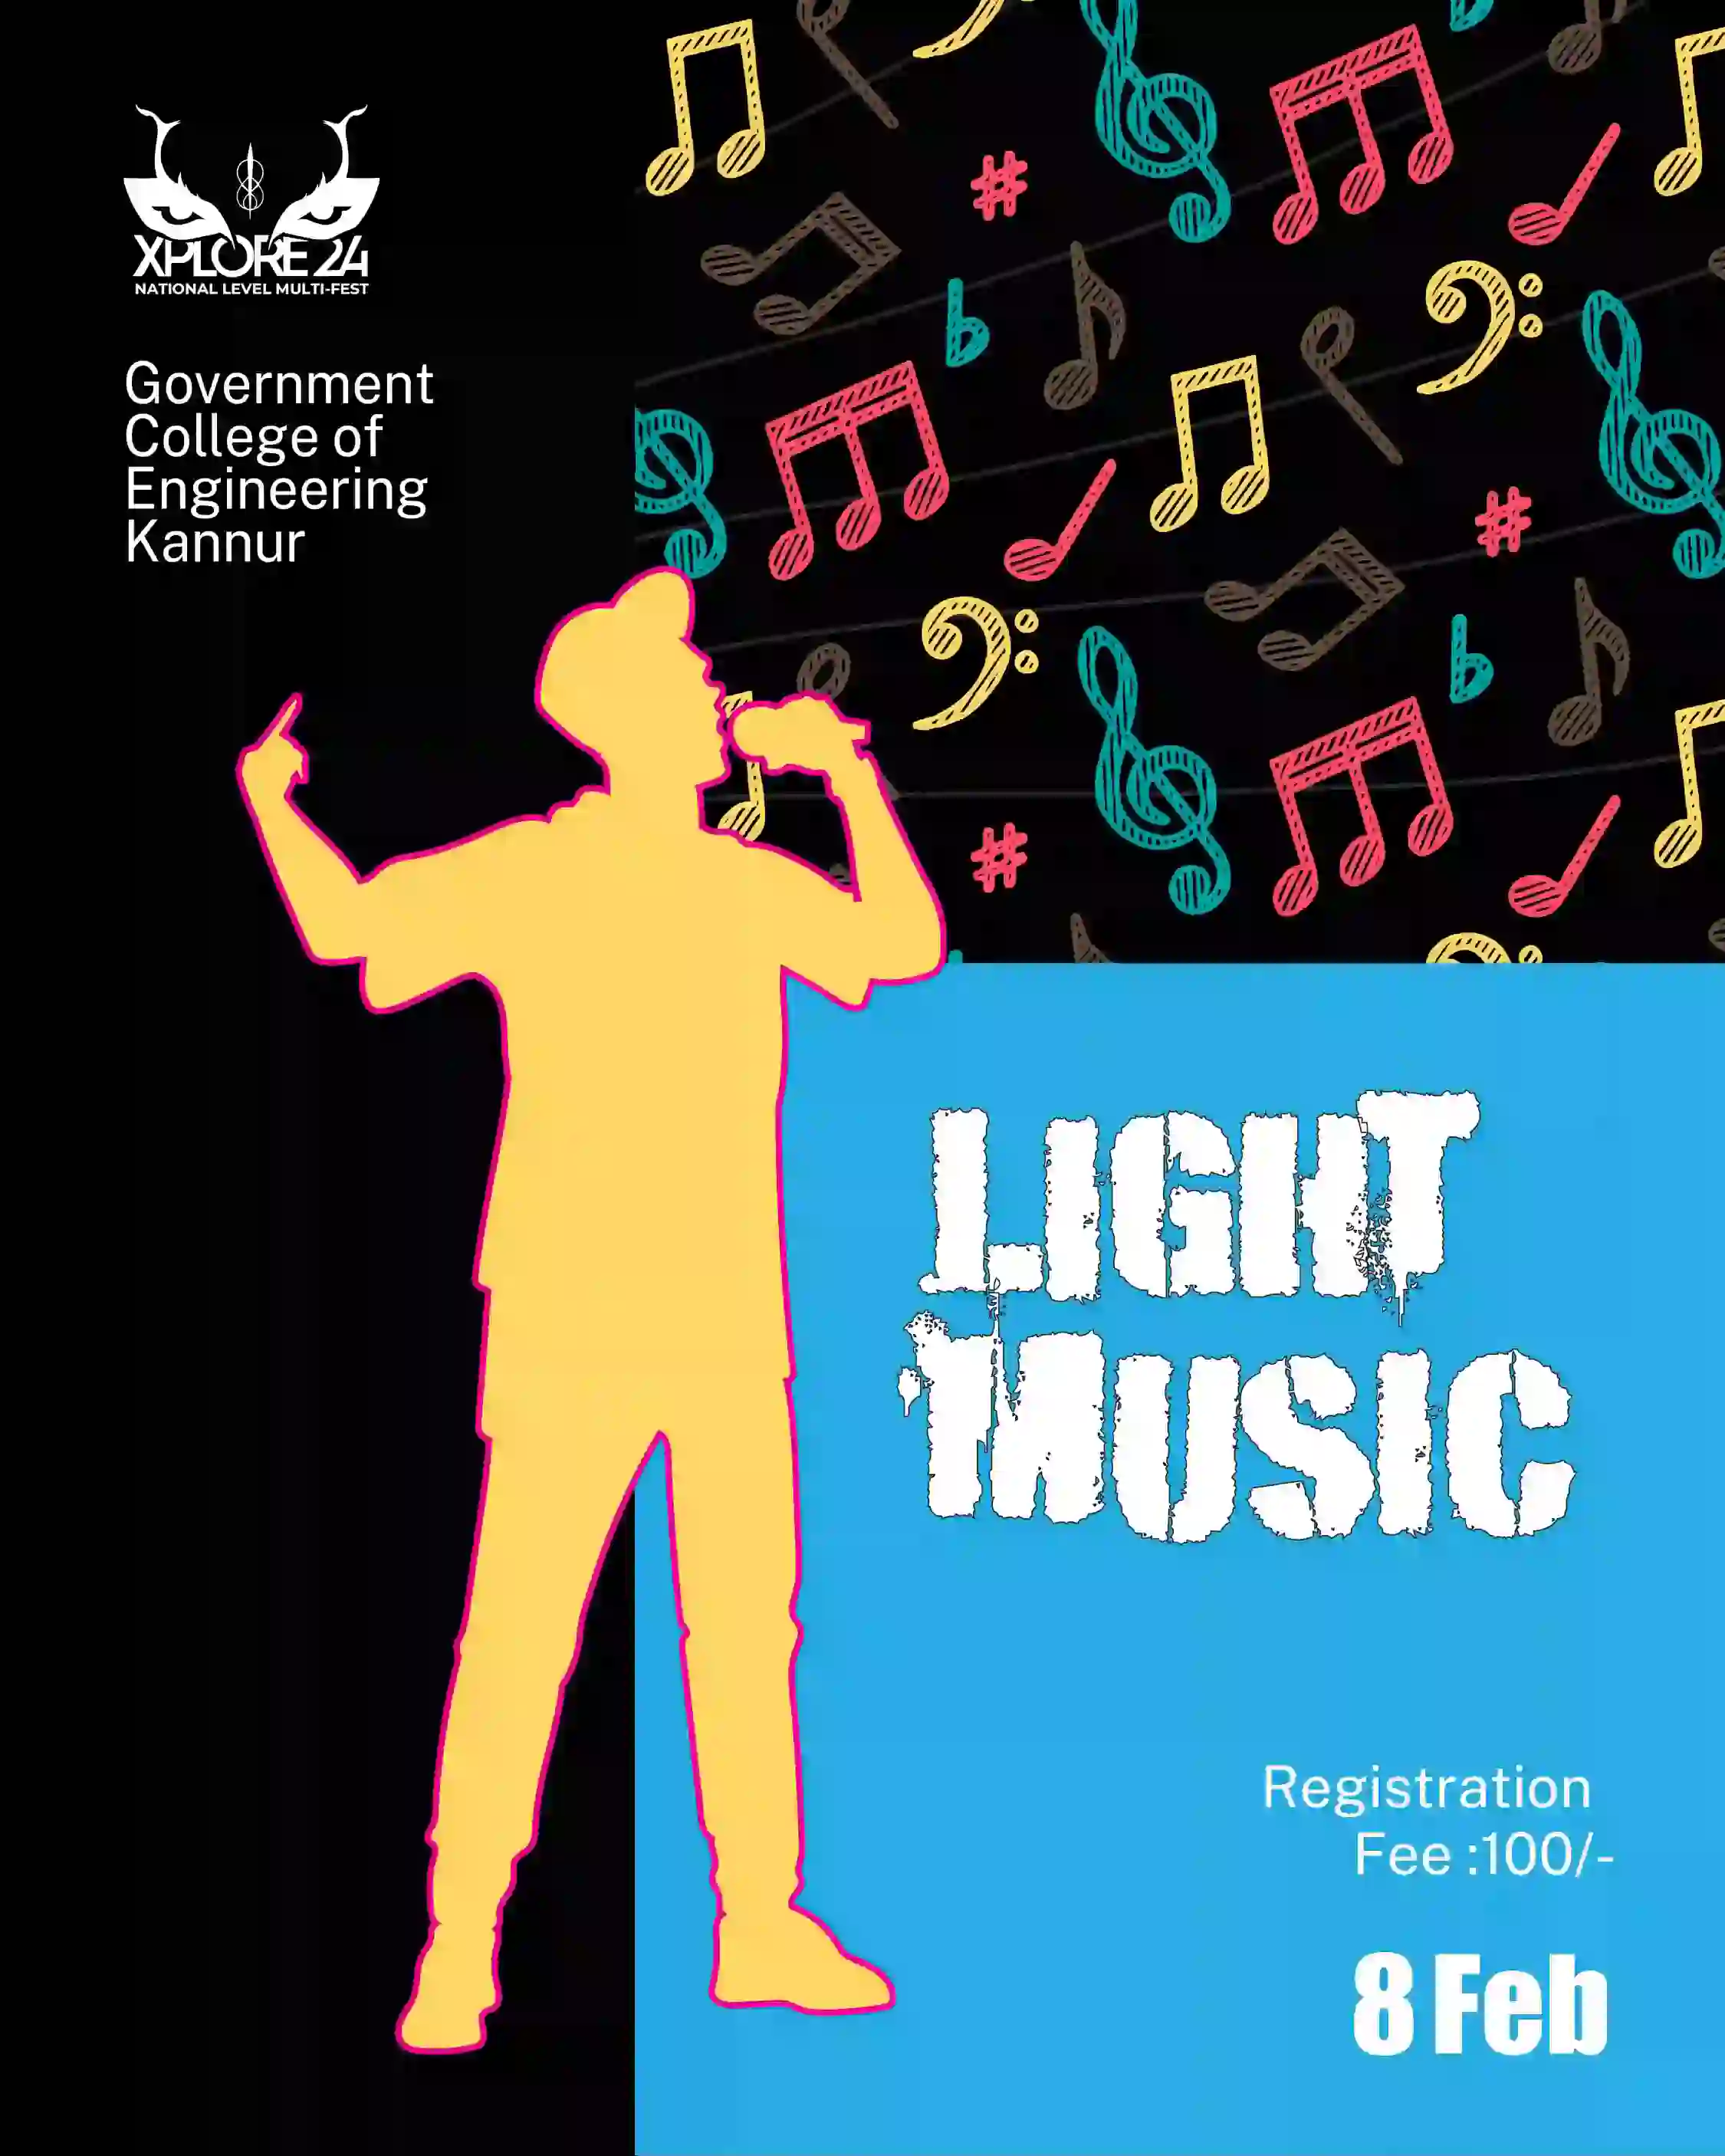 XPLORE 24
NATIONAL LEVEL MULTI-FEST
Government
College of
Engineering
Kannur
LIGHT
MUSIC
Registration
Fee :100/-
8 Feb